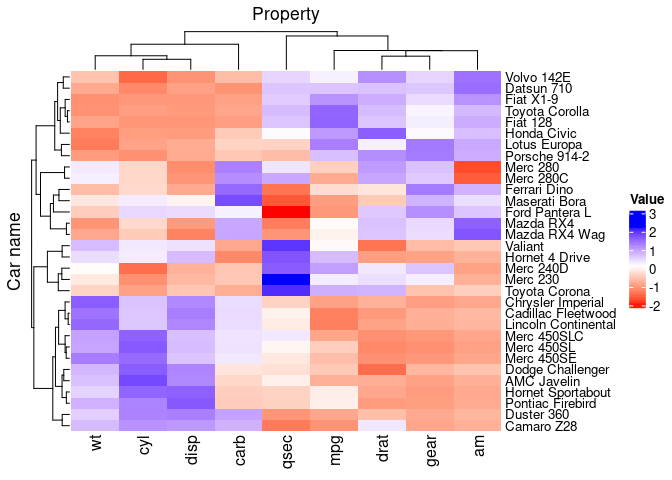 Property
Volvo 142E
Datsun 710
Fiat X1-9
Toyota Corolla
Fiat 128
Honda Civic
Lotus Europa
Porsche 914-2
Merc 280
Merc 280C
Ferrari Dino
Maserati Bora
Ford Pantera L
Mazda RX4
Mazda RX4 Wag
Valiant
Hornet 4 Drive
Merc 240D
Merc 230
Toyota Corona
Chrysler Imperial
Cadillac Fleetwood
Lincoln Continental
Merc 450SLC
Merc 450SL
Merc 450SE
Dodge Challenger
AMC Javelin
Hornet Sportabout
Pontiac Firebird
Duster 360
Camaro Z28
Car name
wt
cyl
disp
carb
qsec
mpg
drat
gear
am
Value
3
2
1
0
-1
-2